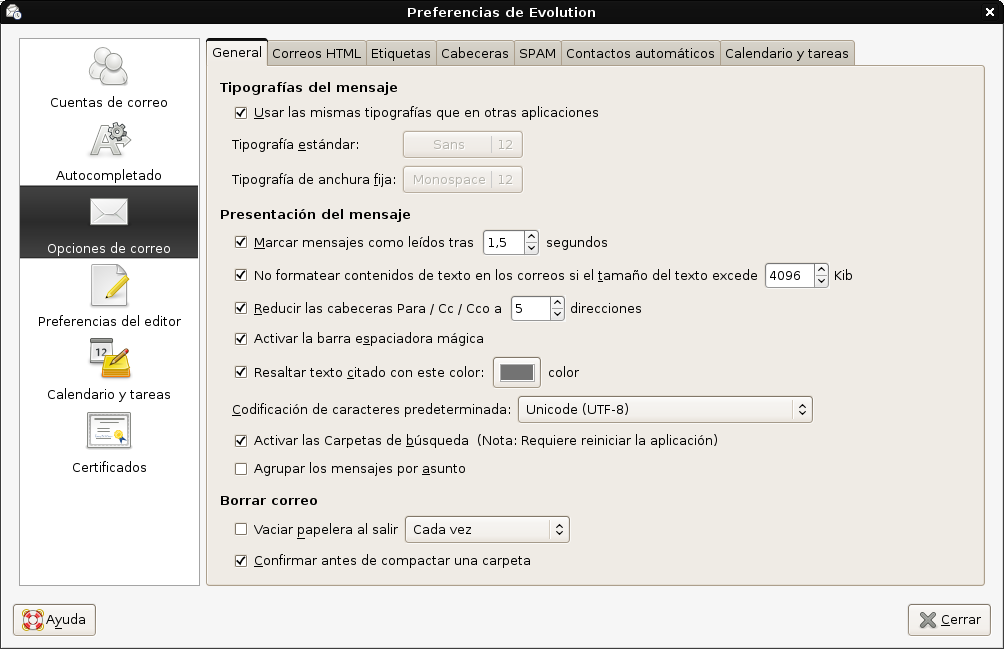 Preferencias de Evolution
Cuentas de correo
Autocompletado
Opciones de correo
Preferencias del editor
12
Calendario y tareas
Certificados
General Correos HTML Etiquetas Cabeceras SPAM Contactos automáticos Calendario y tareas
Tipografías del mensaje
Usar las mismas tipografías que en otras aplicaciones
Tipografía estándar: Sans 12
Tipografía de anchura fija: Monospace 12
Presentación del mensaje
Marcar mensajes como leídos tras 1,5 segundos
No formatear contenidos de texto en los correos si el tamaño del texto excede 4096 Kib
Reducir las cabeceras Para / Cc / Cco a 5 direcciones
Activar la barra espaciadora mágica
Resaltar texto citado con este color: color
Codificación de caracteres predeterminada: Unicode (UTF-8)
Activar las Carpetas de búsqueda (Nota: Requiere reiniciar la aplicación)
Agrupar los mensajes por asunto
Borrar correo
Vaciar papelera al salir Cada vez
Confirmar antes de compactar una carpeta
Ayuda Cerrar